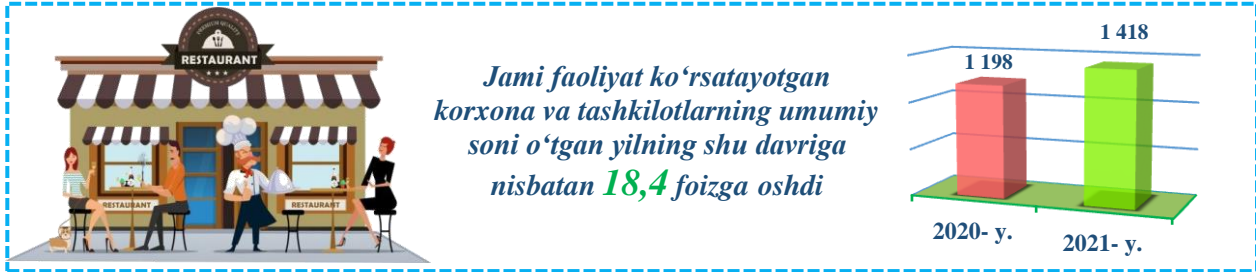 PREMIUM QUALITY
RESTAURANT
RESTAURANT
RESTAURANT
Jami faoliyat ko‘rsatayotgan
korxona va tashkilotlarning umumiy
soni o‘tgan yilning shu davriga
nisbatan 18,4 foizga oshdi
1 198
1 418
2020- y.
2021- y.